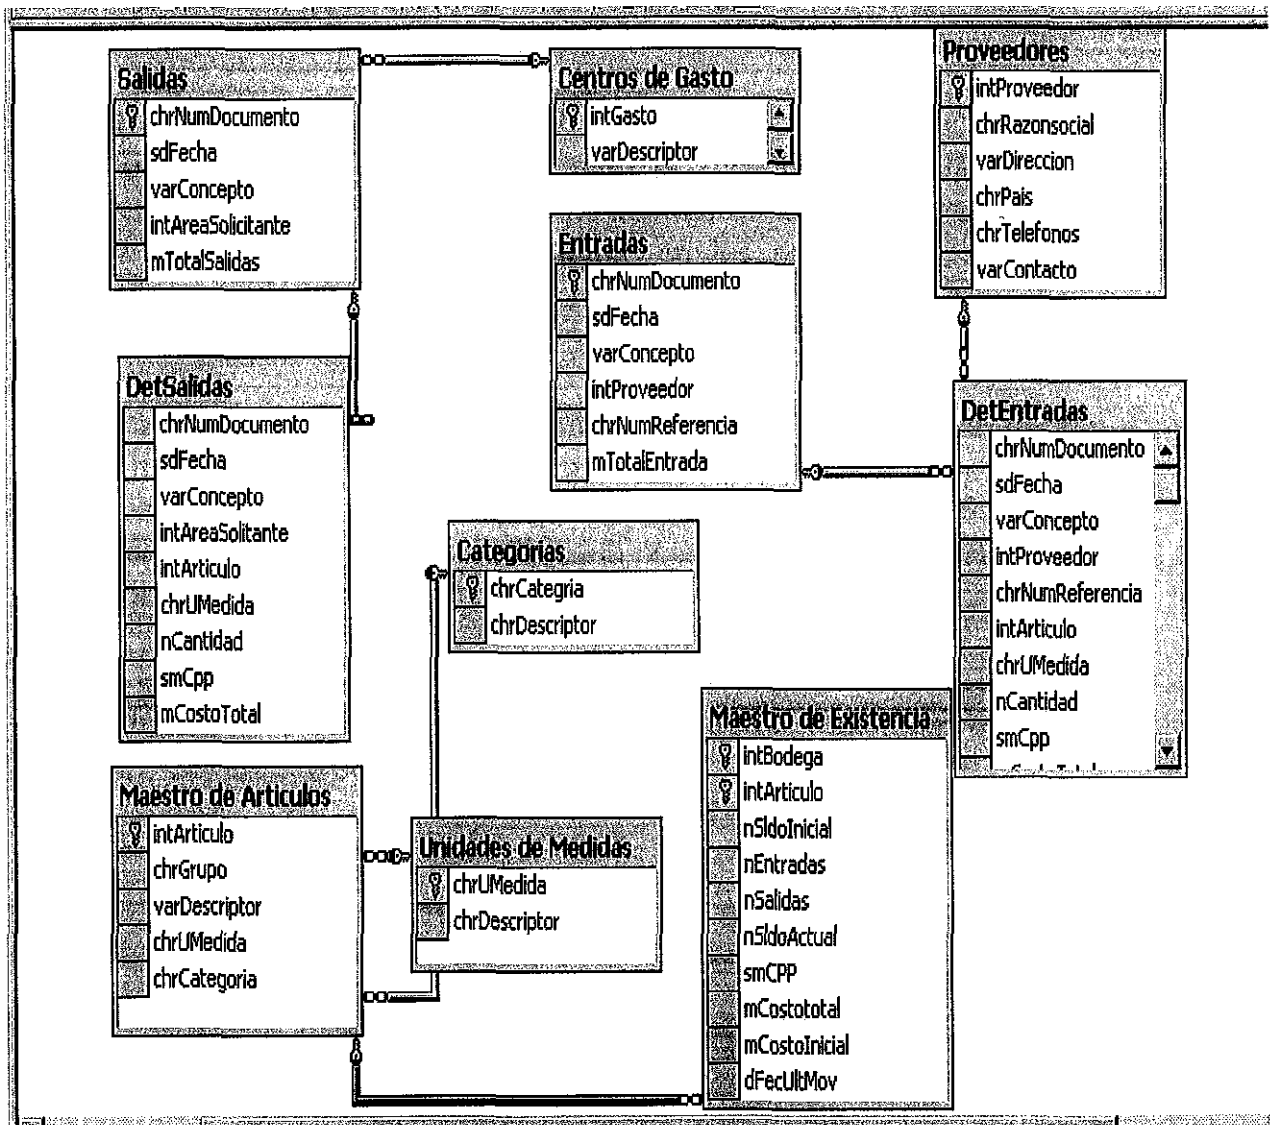 Salidas
chrNumDocumento
sdFecha
varConcepto
intAreaSolicitante
mTotalSalidas
Centros de Gasto
intGasto
varDescriptor
Proveedores
intProveedor
chrRazonsocial
varDireccion
chrPais
chrTelefonos
varContacto
Entradas
chrNumDocumento
sdFecha
varConcepto
intProveedor
chrNumReferencia
mTotalEntrada
DetSalidas
chrNumDocumento
sdFecha
varConcepto
intAreaSolitante
intArticulo
chrUMedida
nCantidad
smCpp
mCostoTotal
DetEntradas
chrNumDocumento
sdFecha
varConcepto
intProveedor
chrNumReferencia
intArticulo
chrUMedida
nCantidad
smCpp
Categorias
chrCategria
chrDescriptor
Maestro de Articulos
intArticulo
chrGrupo
varDescriptor
chrUMedida
chrCategoria
Unidades de Medidas
chrUMedida
chrDescriptor
Maestro de Existencia
intBodega
intArticulo
nSldoInicial
nEntradas
nSalidas
nSldoActual
smCPP
mCostototal
mCostoInicial
dFecUltMov